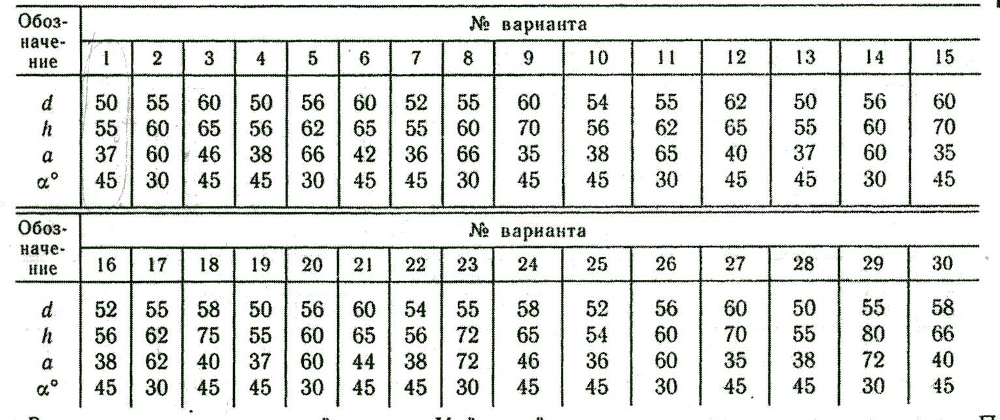 Обоз-
наче-
ние
№ варианта
1 2 3 4 5 6 7 8 9 10 11 12 13 14 15
d 50 55 60 50 56 60 52 55 60 54 55 62 50 56 60
h 55 60 65 56 62 65 55 60 70 56 62 65 55 60 70
a 37 60 46 38 66 42 36 66 35 38 65 40 37 60 35
α° 45 30 45 45 30 45 45 30 45 45 30 45 45 30 45
Обоз-
наче-
ние
№ варианта
16 17 18 19 20 21 22 23 24 25 26 27 28 29 30
d 52 55 58 50 56 60 54 55 58 52 56 60 50 55 58
h 56 62 75 55 60 65 56 72 65 54 60 70 55 80 66
a 38 62 40 37 60 44 38 72 46 36 60 35 38 72 40
α° 45 30 45 45 30 45 45 30 45 45 30 45 45 30 45